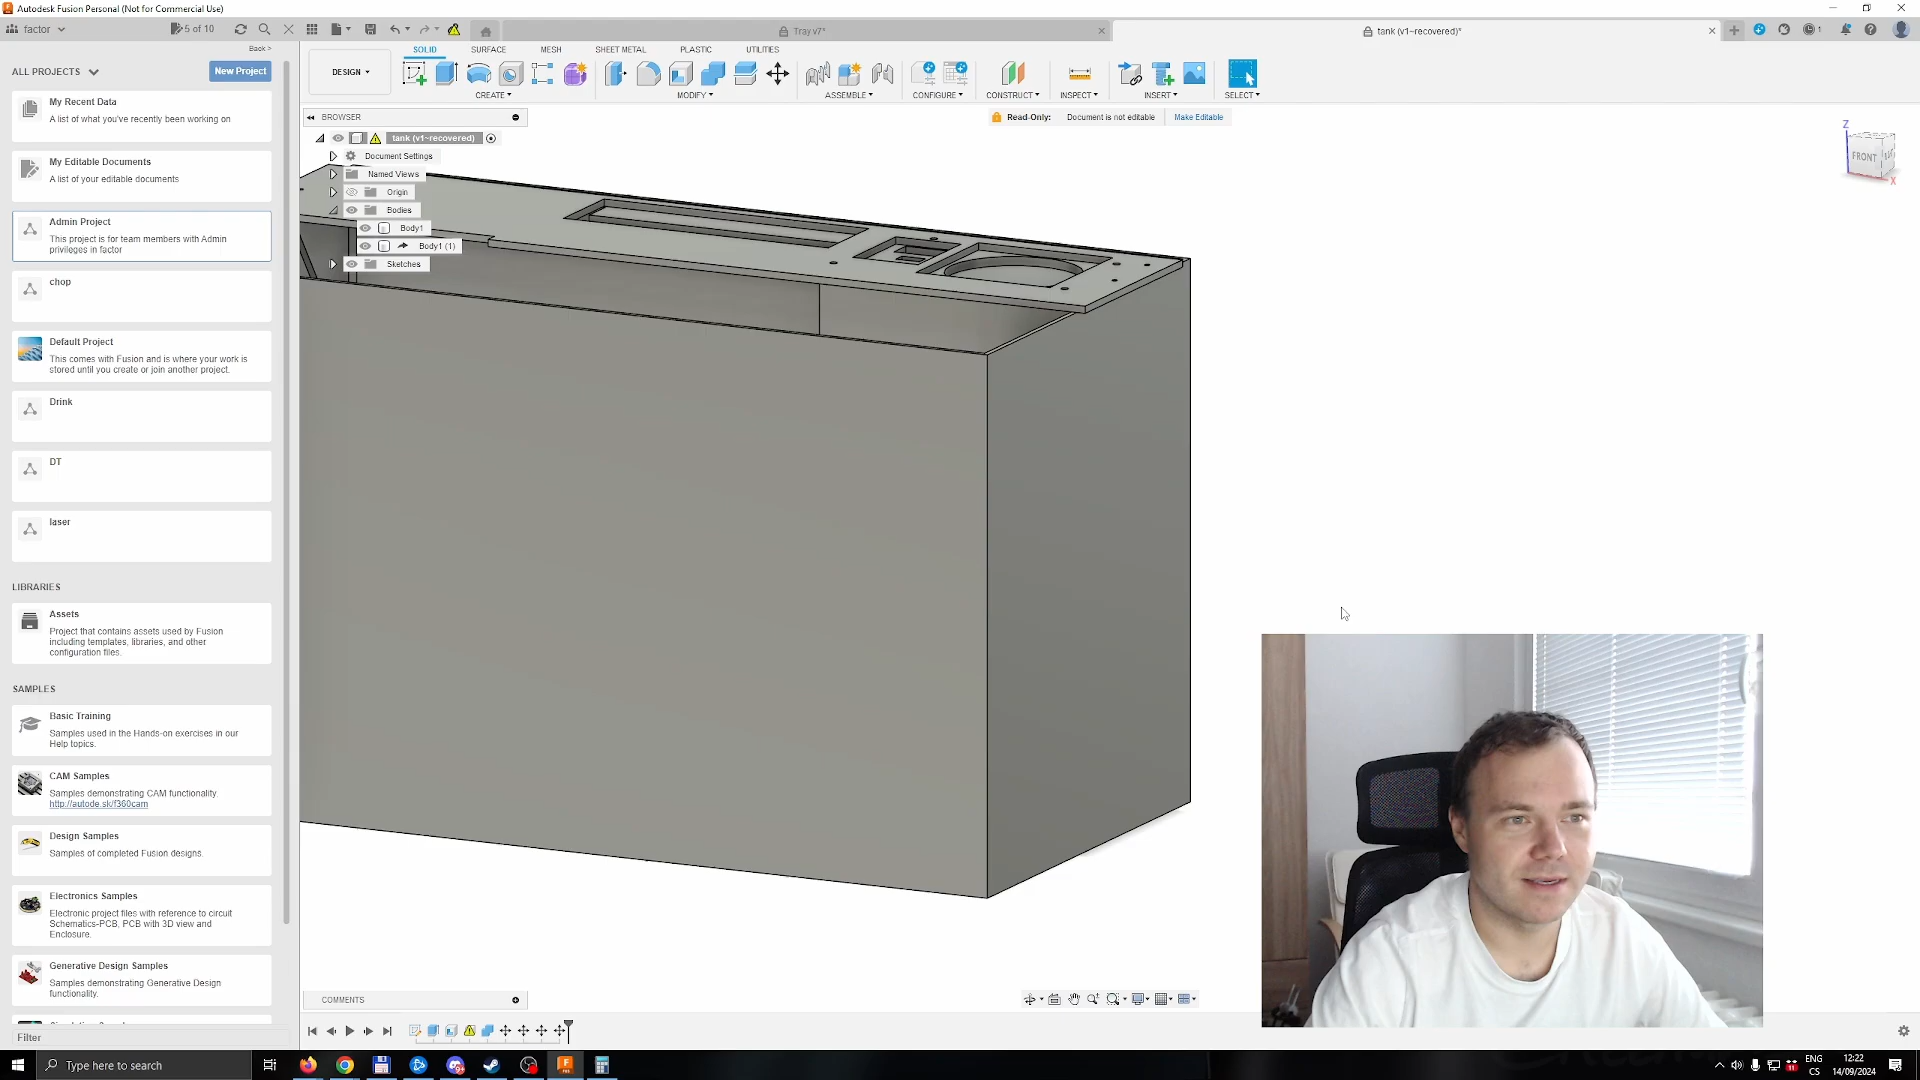 Autodesk Fusion Personal (Not for Commercial Use)
factor
5 of 10
Tray v7*
tank (v1~recovered)*
1
Back >
ALL PROJECTS
New Project
My Recent Data
A list of what you've recently been working on
My Editable Documents
A list of your editable documents
Admin Project
This project is for team members with Admin
privileges in factor
chop
Default Project
This comes with Fusion and is where your work is
stored until you create or join another project.
Drink
DT
laser
LIBRARIES
Assets
Project that contains assets used by Fusion
including templates, libraries, and other
configuration files.
SAMPLES
Basic Training
Samples used in the Hands-on exercises in our
Help topics.
CAM Samples
Samples demonstrating CAM functionality.
http://autode.sk/f360cam
Design Samples
Samples of completed Fusion designs.
Electronics Samples
Electronic project files with reference to circuit
Schematics-PCB, PCB with 3D view and
Enclosure.
Generative Design Samples
Samples demonstrating Generative Design
functionality.
Filter
DESIGN
SOLID
SURFACE
MESH
SHEET METAL
PLASTIC
UTILITIES
CREATE
MODIFY
ASSEMBLE
CONFIGURE
CONSTRUCT
INSPECT
INSERT
SELECT
BROWSER
tank (v1~recovered)
Document Settings
Named Views
Origin
Bodies
Body1
Body1 (1)
Sketches
Read-Only:
Document is not editable
Make Editable
Z
FRONT
X
COMMENTS
Type here to search
ENG
CS
12:22
14/09/2024